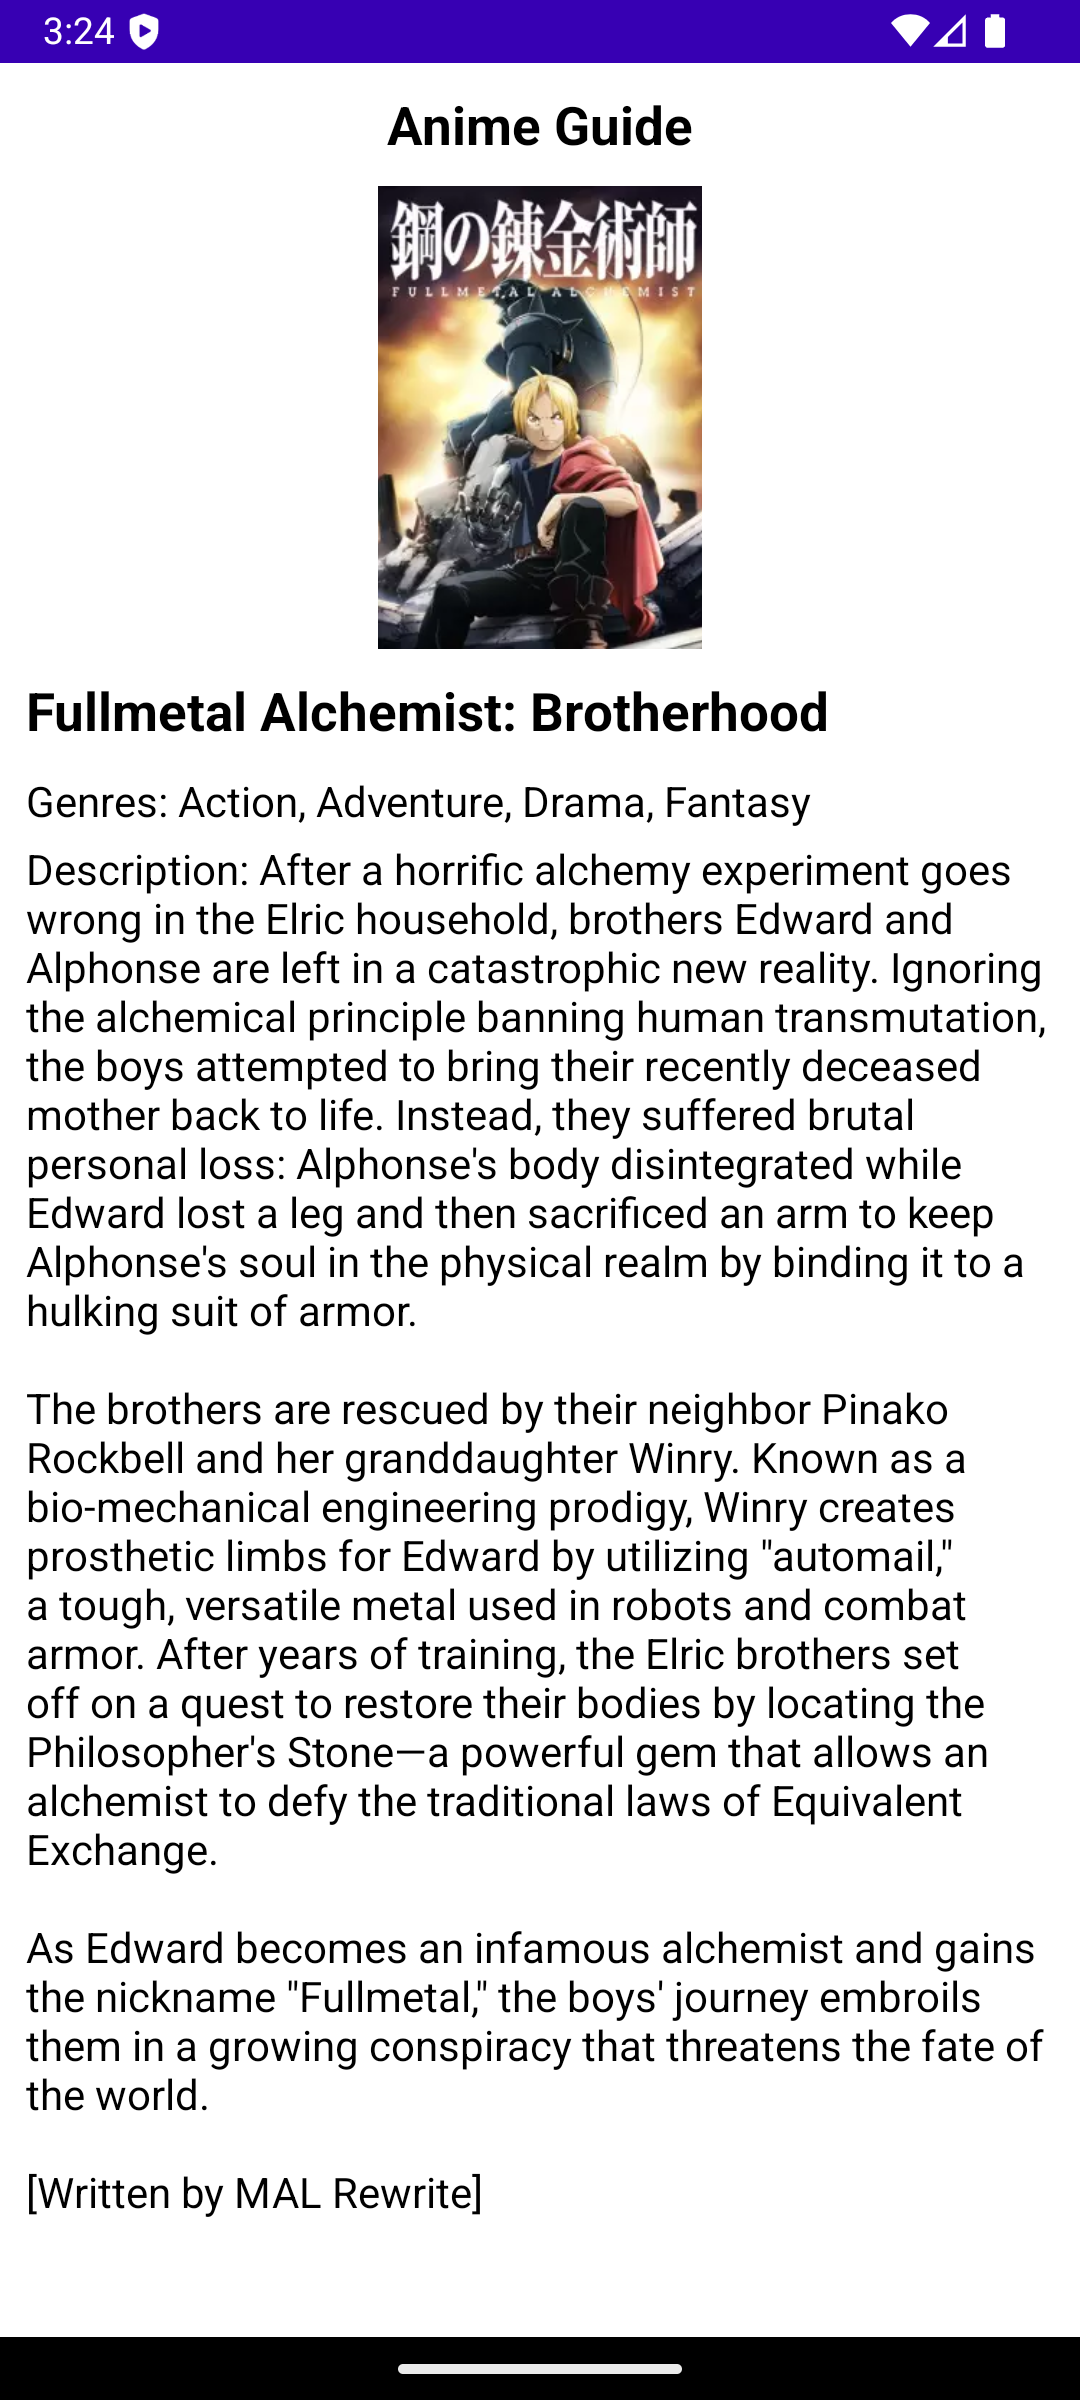 3:24
Anime Guide
鋼の錬金術師
FULLMETAL ALCHEMIST
Fullmetal Alchemist: Brotherhood
Genres: Action, Adventure, Drama, Fantasy
Description: After a horrific alchemy experiment goes
wrong in the Elric household, brothers Edward and
Alphonse are left in a catastrophic new reality. Ignoring
the alchemical principle banning human transmutation,
the boys attempted to bring their recently deceased
mother back to life. Instead, they suffered brutal
personal loss: Alphonse's body disintegrated while
Edward lost a leg and then sacrificed an arm to keep
Alphonse's soul in the physical realm by binding it to a
hulking suit of armor.
The brothers are rescued by their neighbor Pinako
Rockbell and her granddaughter Winry. Known as a
bio-mechanical engineering prodigy, Winry creates
prosthetic limbs for Edward by utilizing "automail,"
a tough, versatile metal used in robots and combat
armor. After years of training, the Elric brothers set
off on a quest to restore their bodies by locating the
Philosopher's Stone—a powerful gem that allows an
alchemist to defy the traditional laws of Equivalent
Exchange.
As Edward becomes an infamous alchemist and gains
the nickname "Fullmetal," the boys' journey embroils
them in a growing conspiracy that threatens the fate of
the world.
[Written by MAL Rewrite]